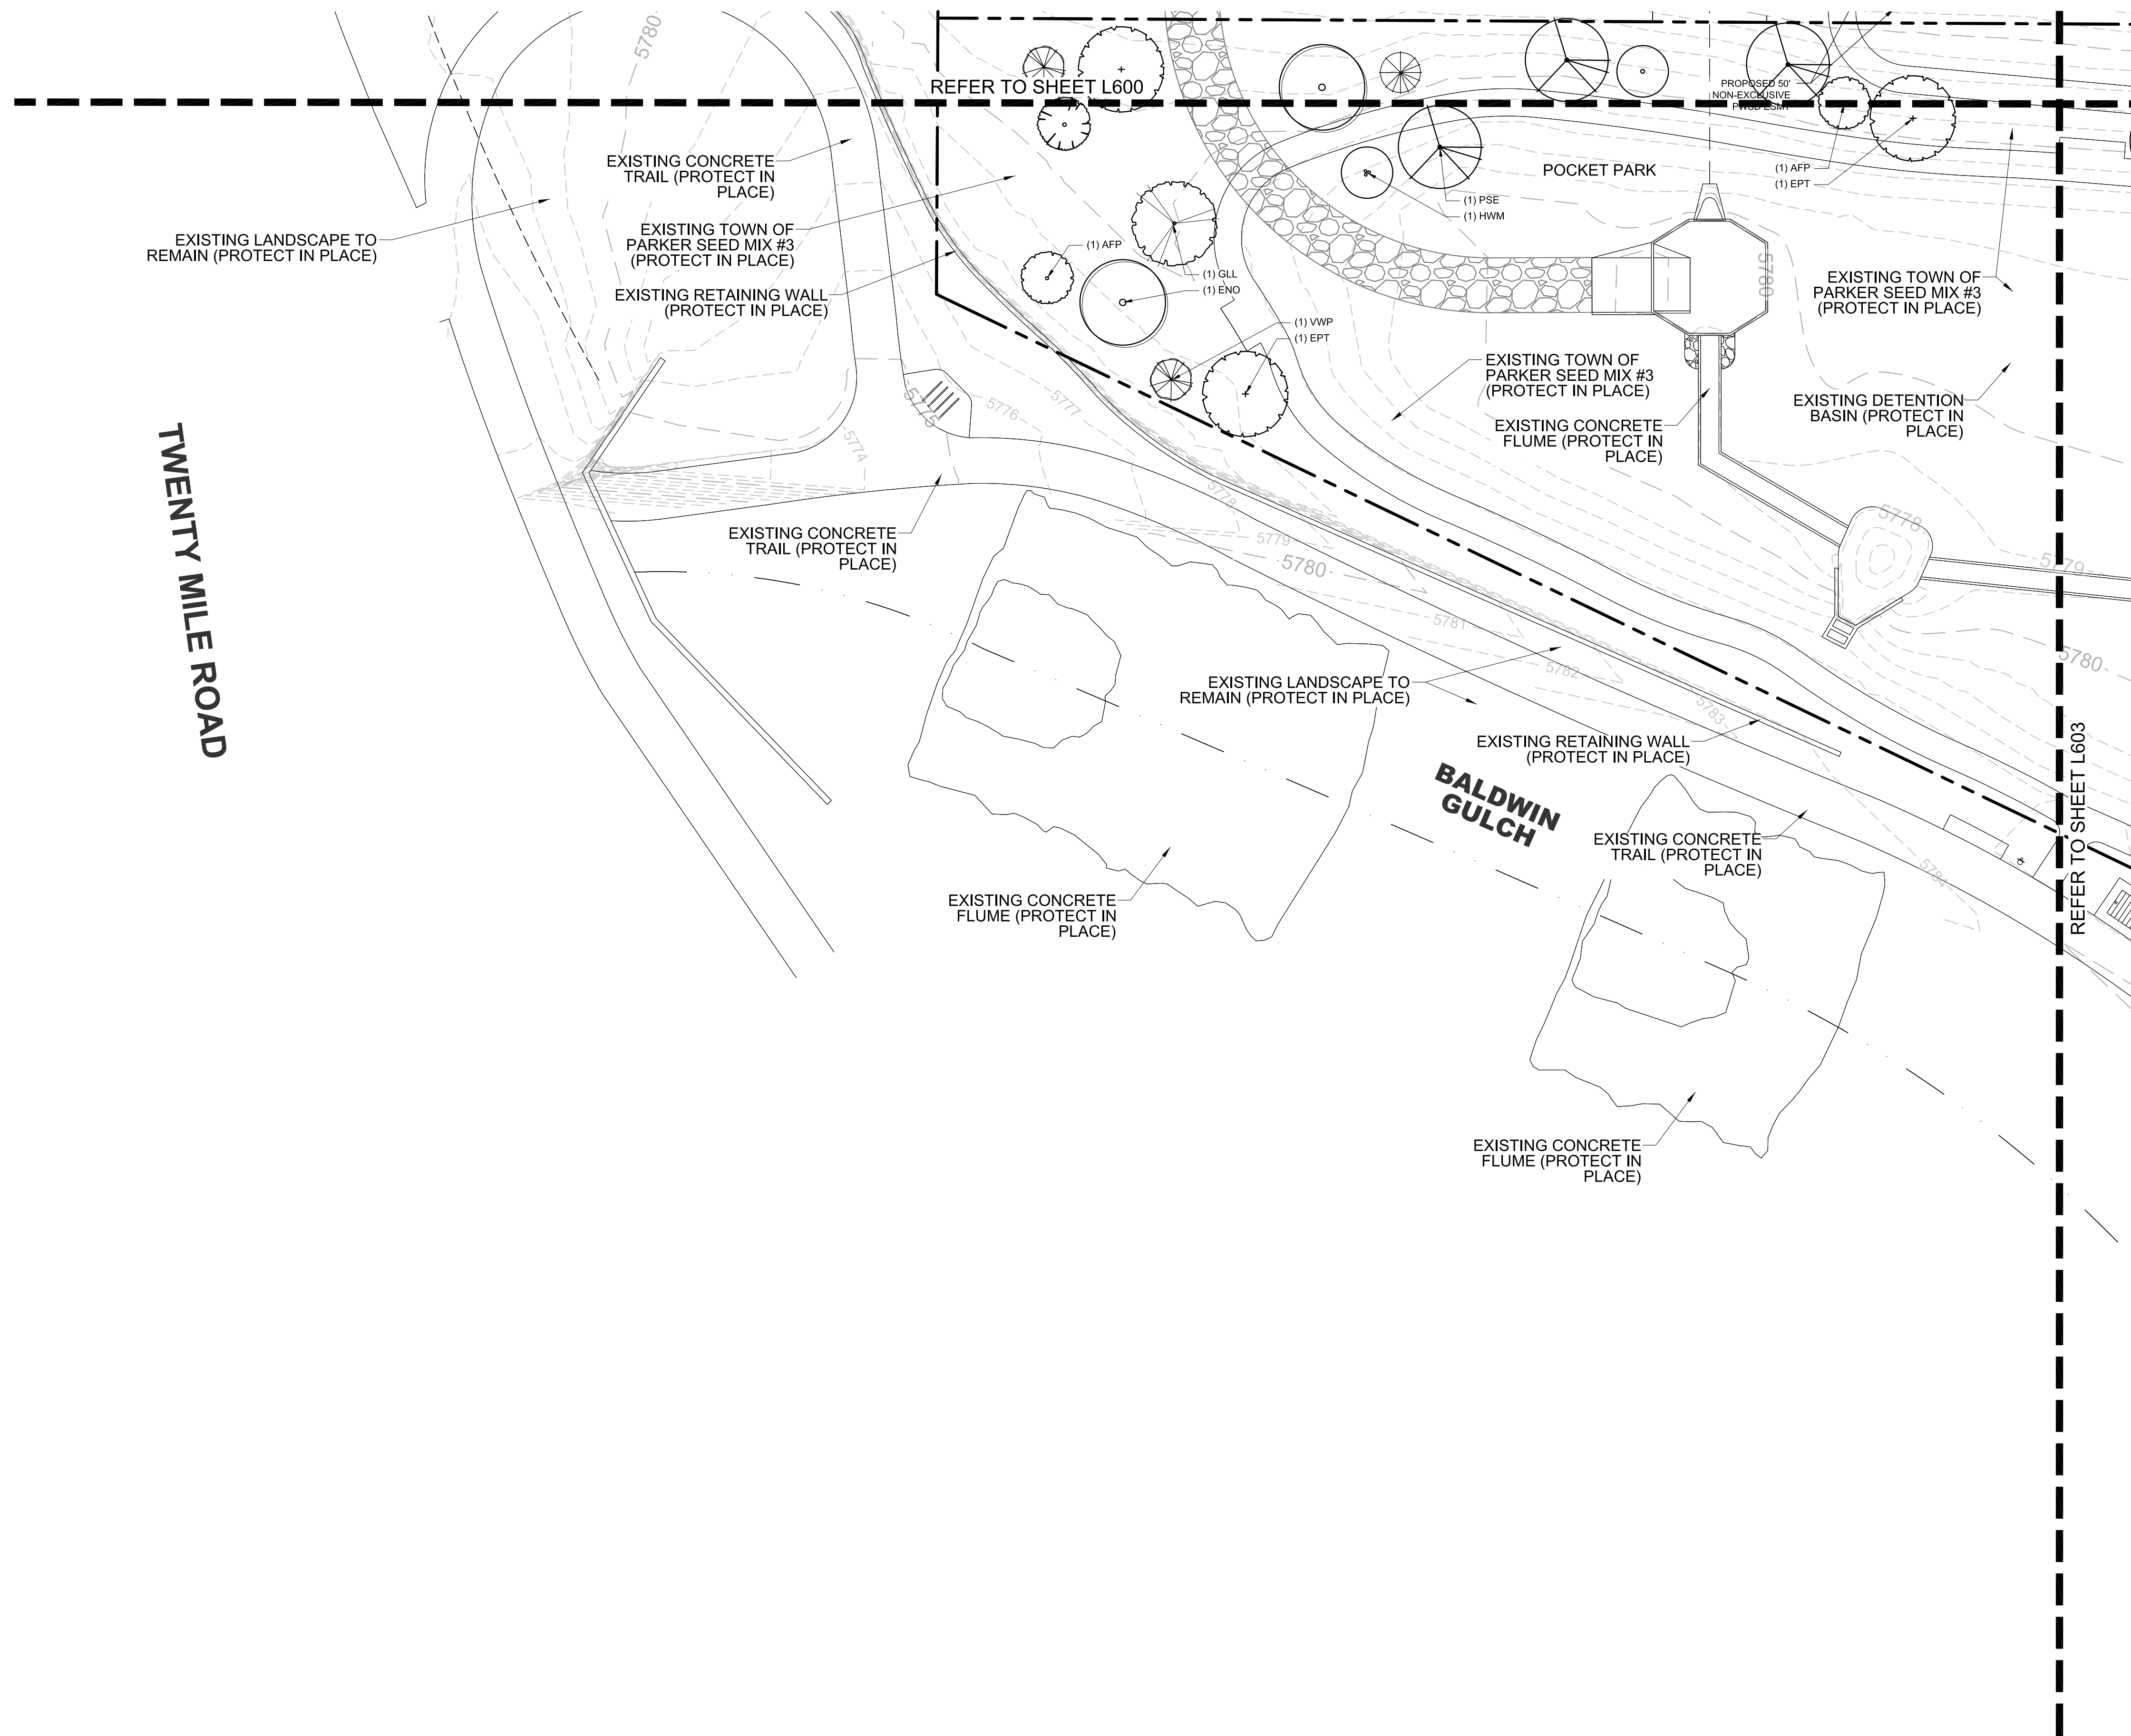 5780
REFER TO SHEET L600
PROPOSED 50'
NON-EXCLUSIVE
PWSD ESMT
EXISTING CONCRETE
TRAIL (PROTECT IN
PLACE)
POCKET PARK
(1) AFP
(1) EPT
(1) PSE
(1) HWM
EXISTING TOWN OF
PARKER SEED MIX #3
(PROTECT IN PLACE)
EXISTING LANDSCAPE TO
REMAIN (PROTECT IN PLACE)
(1) AFP
(1) GLL
(1) ENO
5780
EXISTING TOWN OF
PARKER SEED MIX #3
(PROTECT IN PLACE)
EXISTING RETAINING WALL
(PROTECT IN PLACE)
(1) VWP
(1) EPT
EXISTING TOWN OF
PARKER SEED MIX #3
(PROTECT IN PLACE)
EXISTING DETENTION
BASIN (PROTECT IN
PLACE)
EXISTING CONCRETE
FLUME (PROTECT IN
PLACE)
5775
5776
5777
5774
5778
5778
TWENTY MILE ROAD
EXISTING CONCRETE
TRAIL (PROTECT IN
PLACE)
5779
5780
5779
5781
5782
5780
EXISTING LANDSCAPE TO
REMAIN (PROTECT IN PLACE)
5783
EXISTING RETAINING WALL
(PROTECT IN PLACE)
BALDWIN
GULCH
REFER TO SHEET L603
EXISTING CONCRETE
TRAIL (PROTECT IN
PLACE)
5784
EXISTING CONCRETE
FLUME (PROTECT IN
PLACE)
EXISTING CONCRETE
FLUME (PROTECT IN
PLACE)